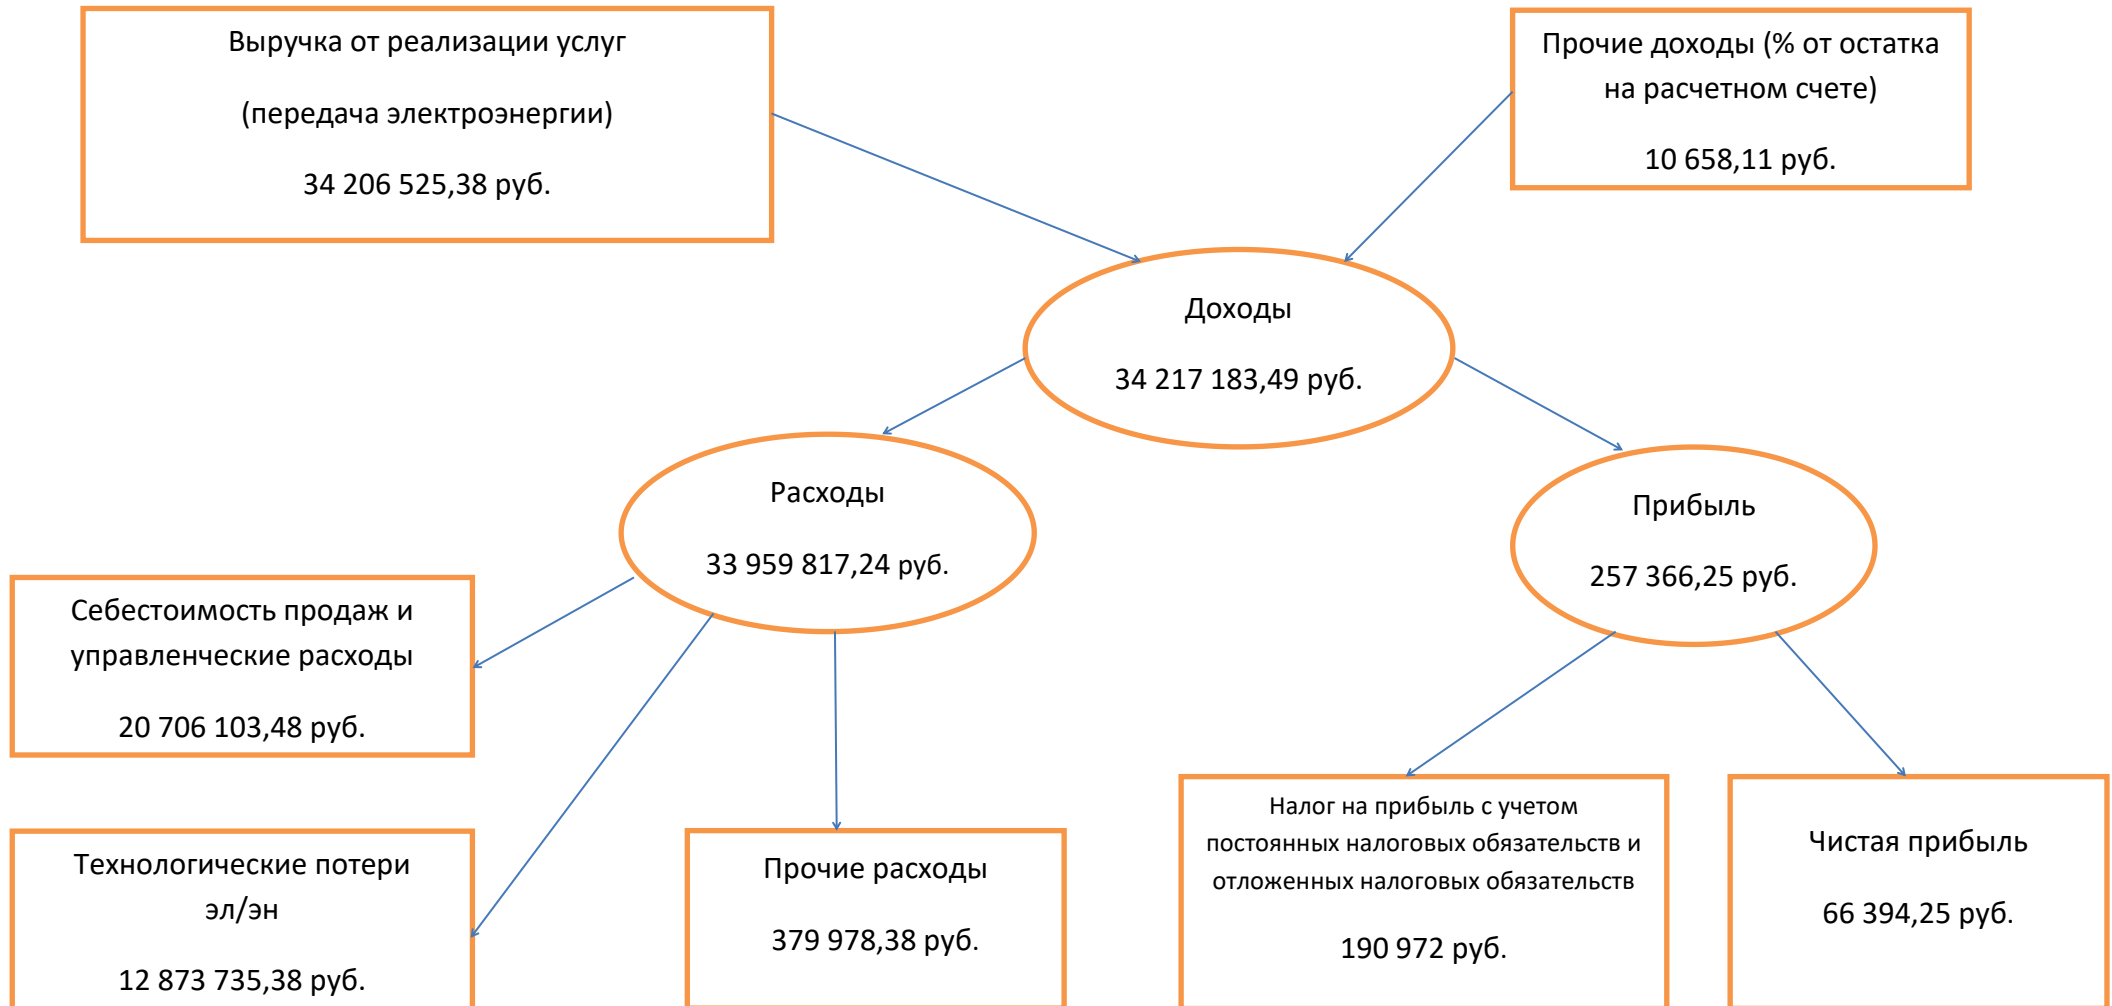 Выручка от реализации услуг
(передача электроэнергии)
34 206 525,38 руб.
Прочие доходы (% от остатка
на расчетном счете)
10 658,11 руб.
Доходы
34 217 183,49 руб.
Расходы
33 959 817,24 руб.
Прибыль
257 366,25 руб.
Себестоимость продаж и
управленческие расходы
20 706 103,48 руб.
Технологические потери
эл/эн
12 873 735,38 руб.
Прочие расходы
379 978,38 руб.
Налог на прибыль с учетом
постоянных налоговых обязательств и
отложенных налоговых обязательств
190 972 руб.
Чистая прибыль
66 394,25 руб.